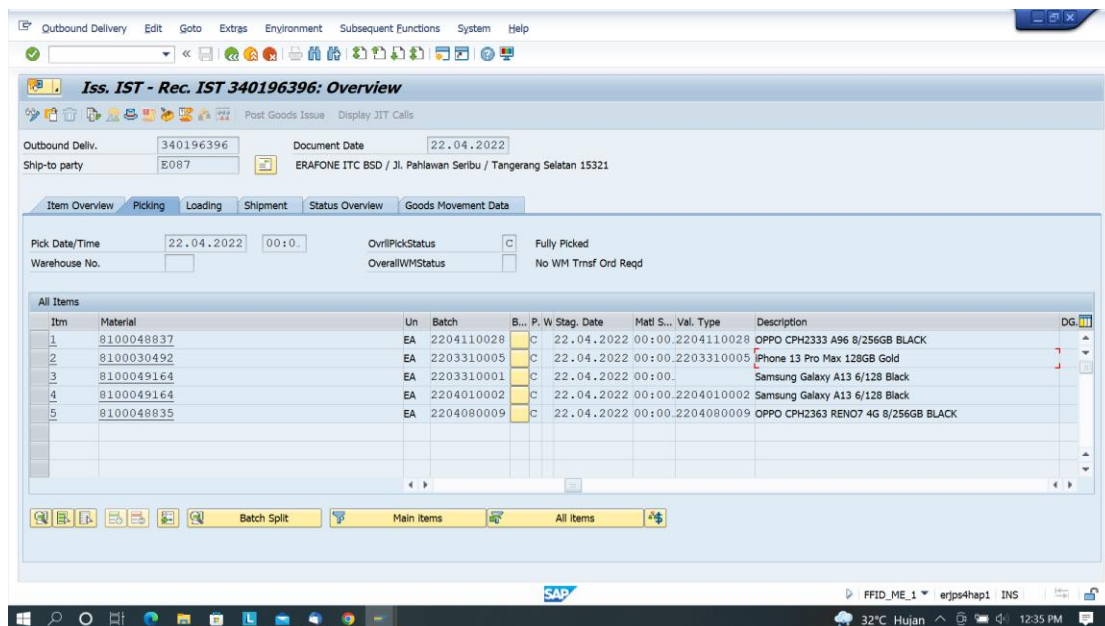 Outbound Delivery Edit Goto Extras Environment Subsequent Functions System Help
Iss. IST - Rec. IST 340196396: Overview
Post Goods Issue Display JIT Calls
Outbound Deliv. 340196396 Document Date 22.04.2022
Ship-to party E087 ERAFONE ITC BSD / Jl. Pahlawan Seribu / Tangerang Selatan 15321
Item Overview Picking Loading Shipment Status Overview Goods Movement Data
Pick Date/Time 22.04.2022 00:0.. OvrllPickStatus C Fully Picked
Warehouse No. OverallWMStatus No WM Trnsf Ord Reqd
All Items
Itm Material Un Batch B... P. W Stag. Date Matl S... Val. Type Description DG.
1 8100048837 EA 2204110028 C 22.04.2022 00:00.. 2204110028 OPPO CPH2333 A96 8/256GB BLACK
2 8100030492 EA 2203310005 C 22.04.2022 00:00.. 2203310005 iPhone 13 Pro Max 128GB Gold
3 8100049164 EA 2203310001 C 22.04.2022 00:00.. Samsung Galaxy A13 6/128 Black
4 8100049164 EA 2204010002 C 22.04.2022 00:00.. 2204010002 Samsung Galaxy A13 6/128 Black
5 8100048835 EA 2204080009 C 22.04.2022 00:00.. 2204080009 OPPO CPH2363 RENO7 4G 8/256GB BLACK
Batch Split Main items All items
SAP FFID_ME_1 erjps4hap1 INS
32°C Hujan 12:35 PM